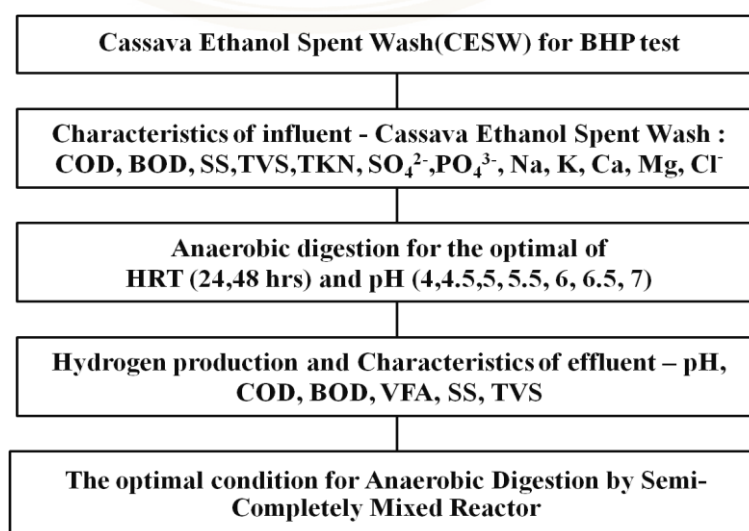 Cassava Ethanol Spent Wash(CESW) for BHP test
Characteristics of influent - Cassava Ethanol Spent Wash :
COD, BOD, SS,TVS,TKN, SO₄²⁻,PO₄³⁻, Na, K, Ca, Mg, Cl⁻
Anaerobic digestion for the optimal of
HRT (24,48 hrs) and pH (4,4.5,5, 5.5, 6, 6.5, 7)
Hydrogen production and Characteristics of effluent – pH,
COD, BOD, VFA, SS, TVS
The optimal condition for Anaerobic Digestion by Semi-
Completely Mixed Reactor